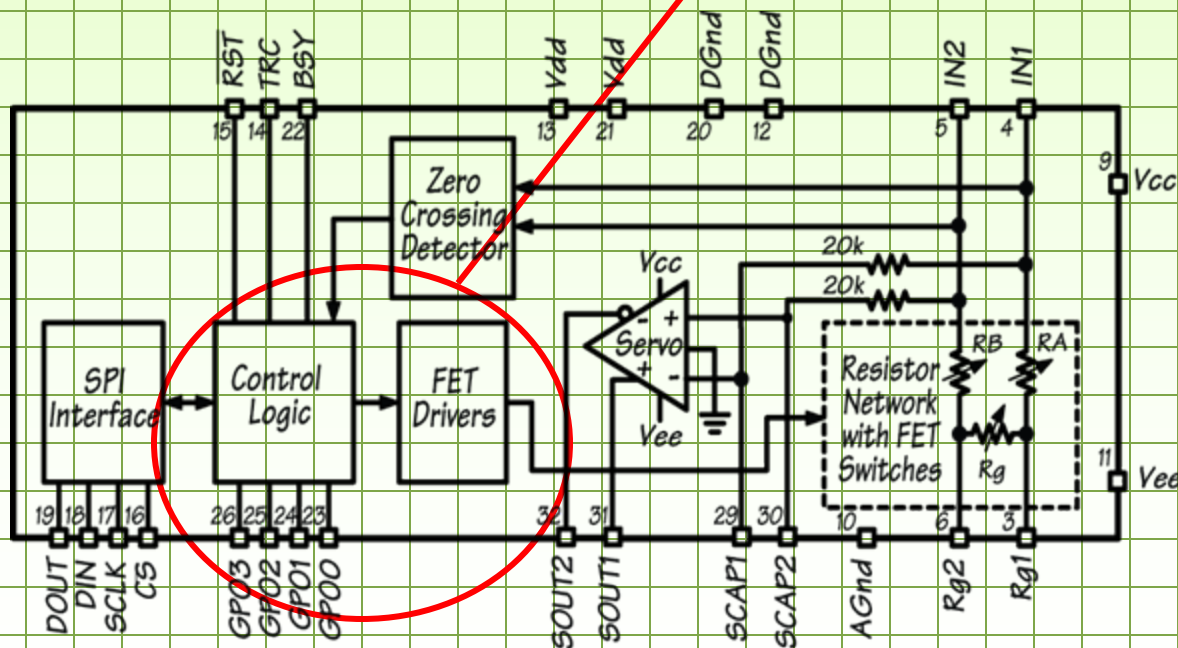 RST TRC BSY Vdd Vdd DGnd DGnd IN2 IN1
15 14 22 13 21 20 12 5 4
9
Vcc
Zero
Crossing
Detector
20k
20k
Vcc
- +
Servo
+ -
Vee
SPI
Interface
Control
Logic
FET
Drivers
RB RA
Resistor
Network
with FET
Switches
Rg
11
Vee
19 18 17 16 26 25 24 23 32 31 29 30 10 6 3
DOUT DIN SCLK CS GPO3 GPO2 GPO1 GPO0 SOUT2 SOUT1 SCAP1 SCAP2 AGnd Rg2 Rg1